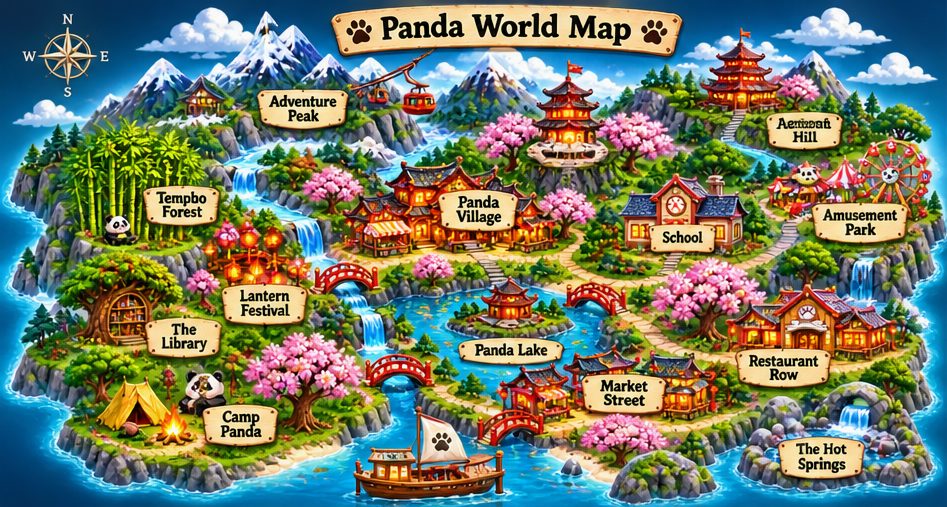 Panda World Map
N
W E
S
Adventure
Peak
Hill
Tempbo
Forest
Panda
Village
School
Amusement
Park
Lantern
Festival
The
Library
Panda Lake
Restaurant
Row
Market
Street
Camp
Panda
The Hot
Springs